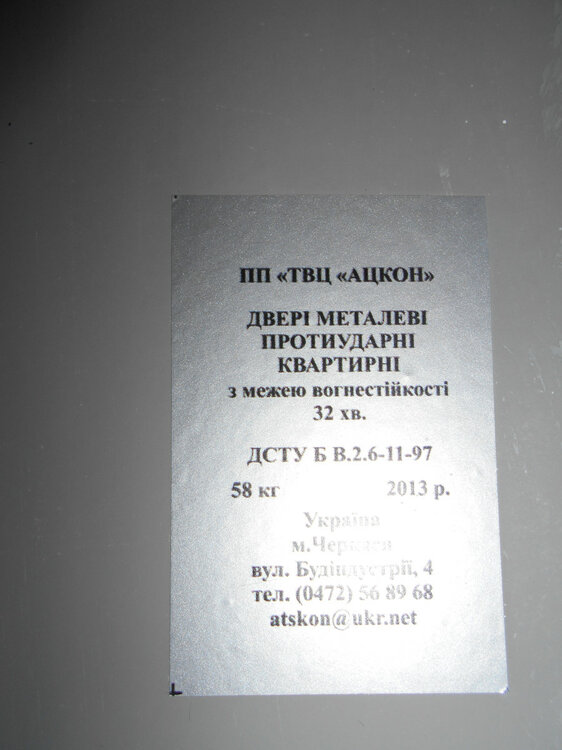 ПП «ТВЦ «АЦКОН»
ДВЕРІ МЕТАЛЕВІ
ПРОТИУДАРНІ
КВАРТИРНІ
з межею вогнестійкості
32 хв.
ДСТУ Б В.2.6-11-97
58 кг 2013 р.
Україна
м.Черкаси
вул. Будіндустрії, 4
тел. (0472) 56 89 68
atskon@ukr.net